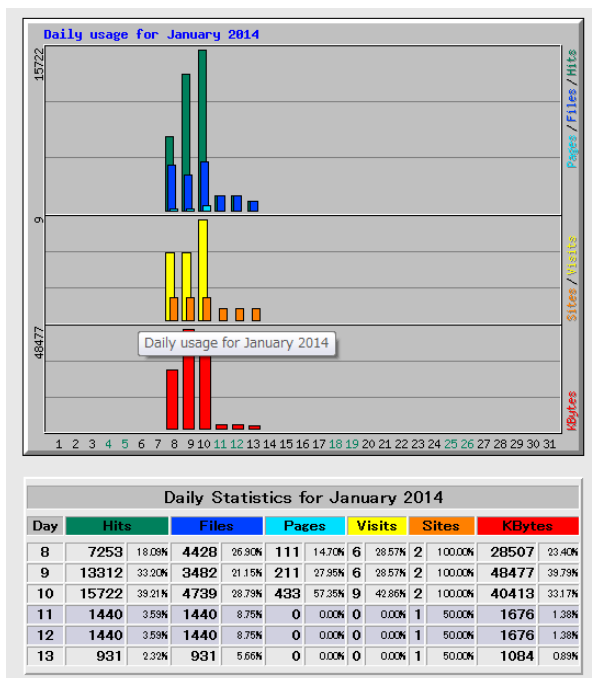 Daily usage for January 2014
15722
Pages / Files / Hits
9
Sites / Visits
48477
Daily usage for January 2014
KBytes
1 2 3 4 5 6 7 8 9 10 11 12 13 14 15 16 17 18 19 20 21 22 23 24 25 26 27 28 29 30 31
Daily Statistics for January 2014
Day Hits Files Pages Visits Sites KBytes
8 7253 18.09% 4428 26.90% 111 14.70% 6 28.57% 2 100.00% 28507 23.40%
9 13312 33.20% 3482 21.15% 211 27.95% 6 28.57% 2 100.00% 48477 39.79%
10 15722 39.21% 4739 28.79% 433 57.35% 9 42.86% 2 100.00% 40413 33.17%
11 1440 3.59% 1440 8.75% 0 0.00% 0 0.00% 1 50.00% 1676 1.38%
12 1440 3.59% 1440 8.75% 0 0.00% 0 0.00% 1 50.00% 1676 1.38%
13 931 2.32% 931 5.66% 0 0.00% 0 0.00% 1 50.00% 1084 0.89%